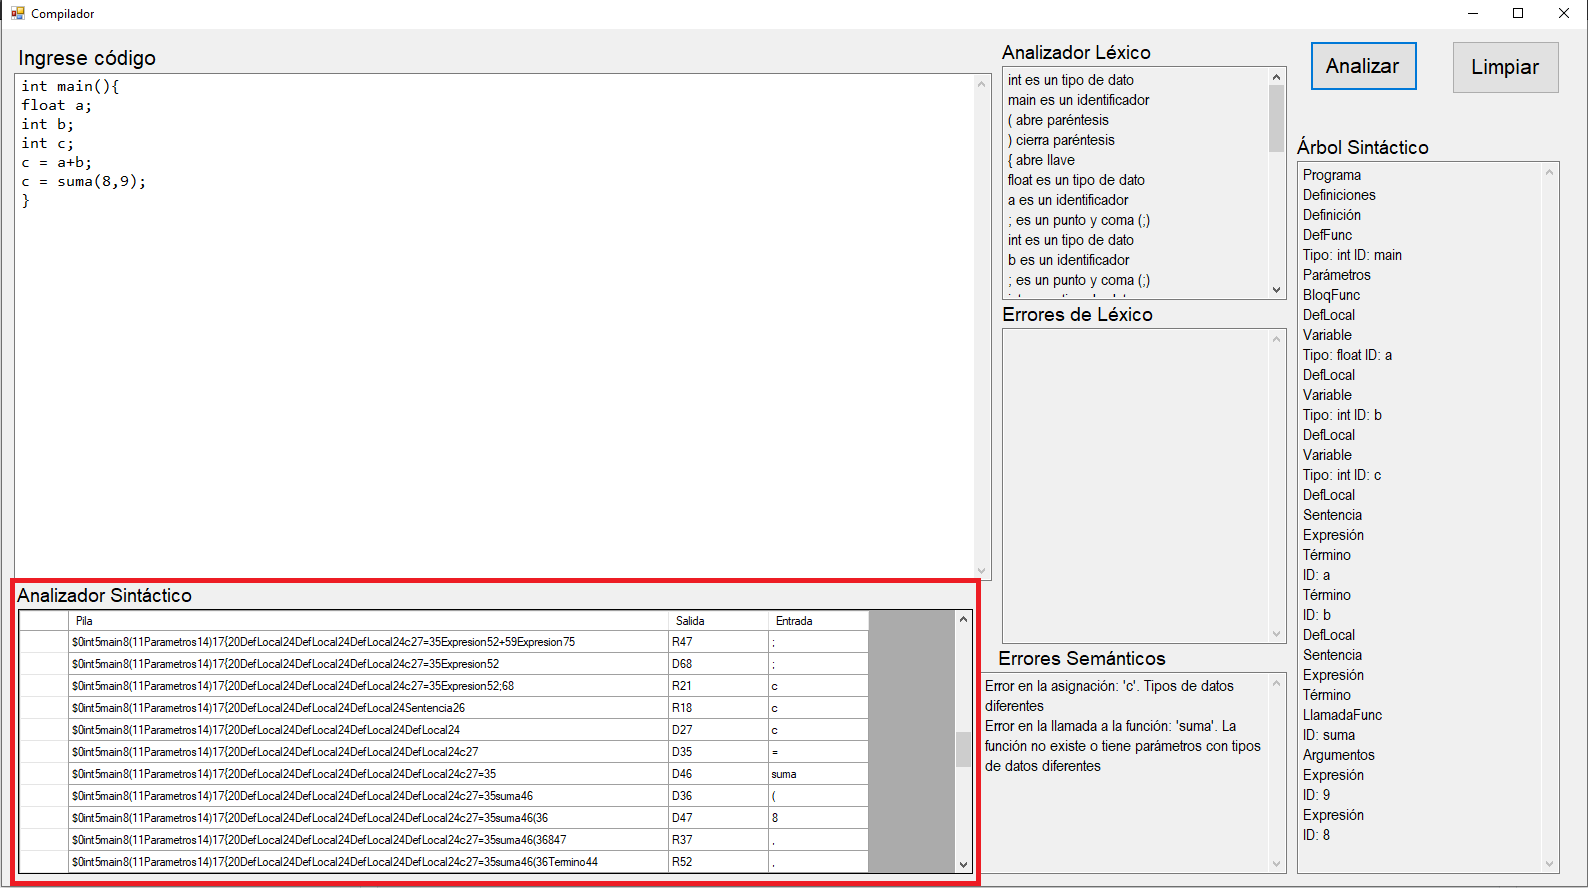 Compilador
Ingrese código
int main(){
float a;
int b;
int c;
c = a+b;
c = suma(8,9);
}
Analizador Léxico
int es un tipo de dato
main es un identificador
( abre paréntesis
) cierra paréntesis
{ abre llave
float es un tipo de dato
a es un identificador
; es un punto y coma (;)
int es un tipo de dato
b es un identificador
; es un punto y coma (;)
Errores de Léxico
Errores Semánticos
Error en la asignación: 'c'. Tipos de datos
diferentes
Error en la llamada a la función: 'suma'. La
función no existe o tiene parámetros con tipos
de datos diferentes
Analizar
Limpiar
Árbol Sintáctico
Programa
Definiciones
Definición
DefFunc
Tipo: int ID: main
Parámetros
BloqFunc
DefLocal
Variable
Tipo: float ID: a
DefLocal
Variable
Tipo: int ID: b
DefLocal
Variable
Tipo: int ID: c
DefLocal
Sentencia
Expresión
Término
ID: a
Término
ID: b
DefLocal
Sentencia
Expresión
Término
LlamadaFunc
ID: suma
Argumentos
Expresión
ID: 9
Expresión
ID: 8
Analizador Sintáctico
Pila Salida Entrada
$0int5main8(11Parametros14)17{20DefLocal24DefLocal24DefLocal24c27=35Expresion52+59Expresion75 R47 ;
$0int5main8(11Parametros14)17{20DefLocal24DefLocal24DefLocal24c27=35Expresion52 D68 ;
$0int5main8(11Parametros14)17{20DefLocal24DefLocal24DefLocal24c27=35Expresion52;68 R21 c
$0int5main8(11Parametros14)17{20DefLocal24DefLocal24DefLocal24Sentencia26 R18 c
$0int5main8(11Parametros14)17{20DefLocal24DefLocal24DefLocal24DefLocal24 D27 c
$0int5main8(11Parametros14)17{20DefLocal24DefLocal24DefLocal24DefLocal24c27 D35 =
$0int5main8(11Parametros14)17{20DefLocal24DefLocal24DefLocal24DefLocal24c27=35 D46 suma
$0int5main8(11Parametros14)17{20DefLocal24DefLocal24DefLocal24DefLocal24c27=35suma46 D36 (
$0int5main8(11Parametros14)17{20DefLocal24DefLocal24DefLocal24DefLocal24c27=35suma46(36 D47 8
$0int5main8(11Parametros14)17{20DefLocal24DefLocal24DefLocal24DefLocal24c27=35suma46(36847 R37 ,
$0int5main8(11Parametros14)17{20DefLocal24DefLocal24DefLocal24DefLocal24c27=35suma46(36Termino44 R52 ,